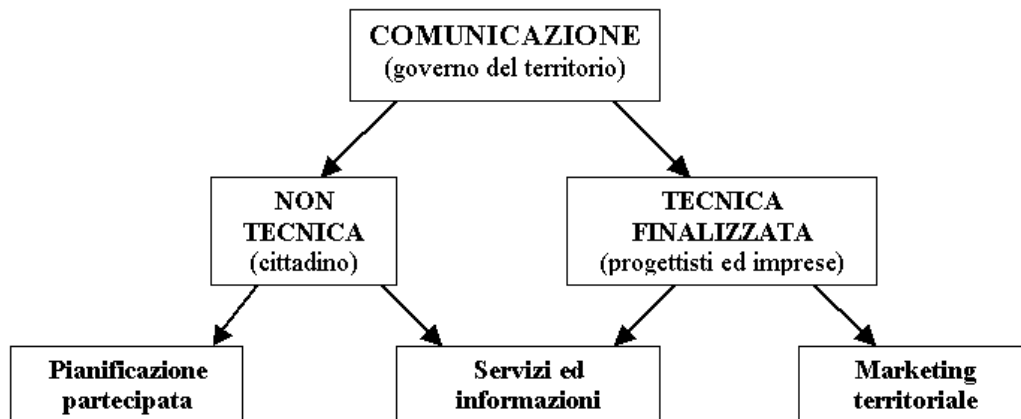 COMUNICAZIONE
(governo del territorio)
NON
TECNICA
(cittadino)
TECNICA
FINALIZZATA
(progettisti ed imprese)
Pianificazione
partecipata
Servizi ed
informazioni
Marketing
territoriale